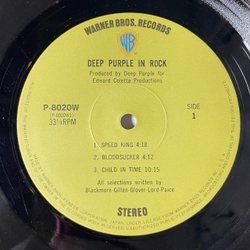 WARNER BROS. RECORDS
WB
DEEP PURPLE IN ROCK
Produced by Deep Purple for
Edward Coletta Productions
P-8020W
(P-8020W1)
33⅓RPM
SIDE
1
1. SPEED KING 4:18
2. BLOODSUCKER 4:12
3. CHILD IN TIME 10:15
All selections written by
Blackmore-Gillan-Glover-Lord-Paice
STEREO